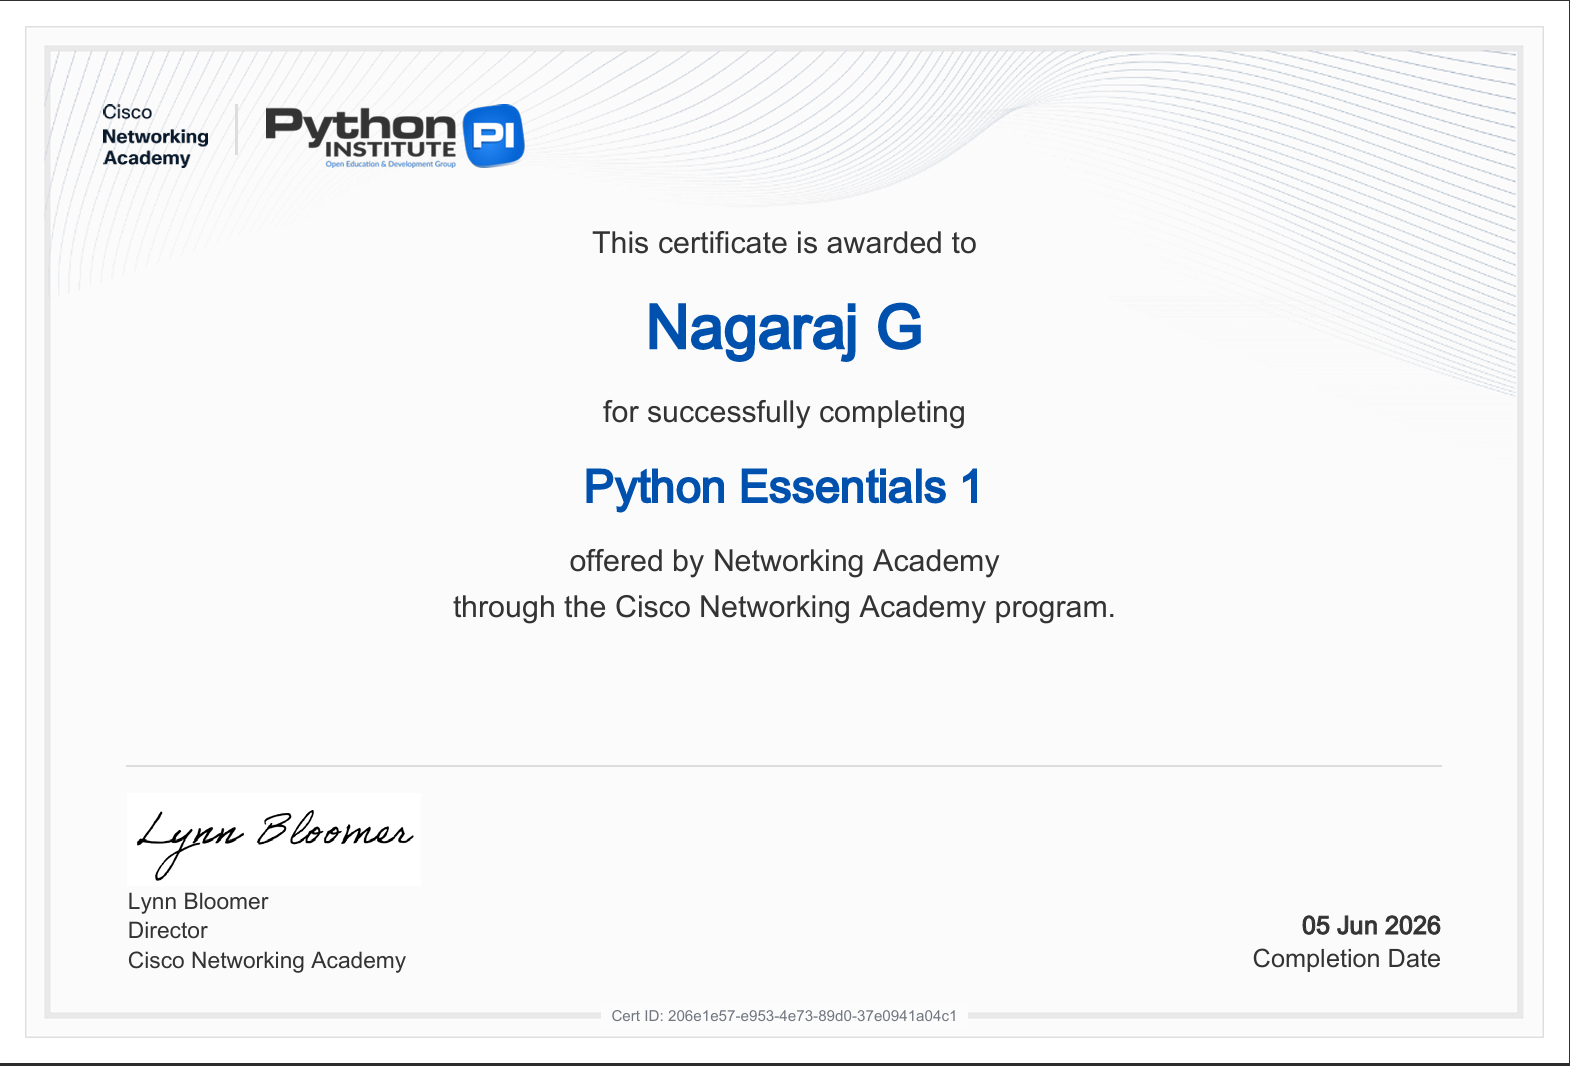 Cisco
Networking
Academy
Python
INSTITUTE
Open Education & Development Group
PI
This certificate is awarded to
Nagaraj G
for successfully completing
Python Essentials 1
offered by Networking Academy
through the Cisco Networking Academy program.
Lynn Bloomer
Lynn Bloomer
Director
Cisco Networking Academy
05 Jun 2026
Completion Date
Cert ID: 206e1e57-e953-4e73-89d0-37e0941a04c1